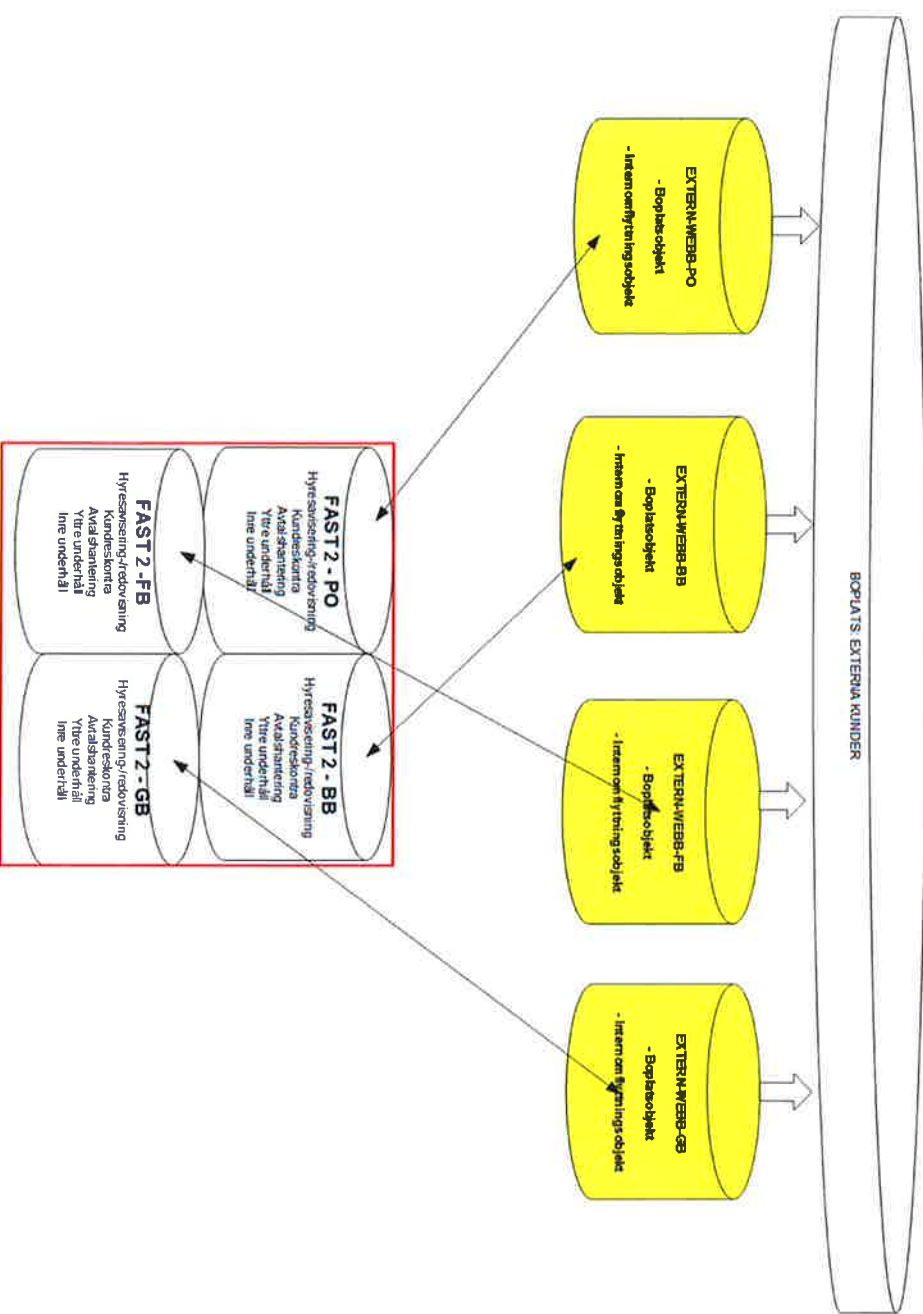 BOPLATS: EXTERNA KUNDER
EXTERN-WEBB-PO
- Boplatsobjekt
- Internomflyttningsobjekt
EXTERN-WEBB-BB
- Boplatsobjekt
- Internomflyttningsobjekt
EXTERN-WEBB-FB
- Boplatsobjekt
- Internomflyttningsobjekt
EXTERN-WEBB-GB
- Boplatsobjekt
- Internomflyttningsobjekt
FAST 2 - PO
Hyresavisering-/redovisning
Kundreskontra
Avtalshantering
Yttre underhåll
Inre underhåll
FAST 2 - BB
Hyresavisering-/redovisning
Kundreskontra
Avtalshantering
Yttre underhåll
Inre underhåll
FAST 2 - FB
Hyresavisering-/redovisning
Kundreskontra
Avtalshantering
Yttre underhåll
Inre underhåll
FAST 2 - GB
Hyresavisering-/redovisning
Kundreskontra
Avtalshantering
Yttre underhåll
Inre underhåll